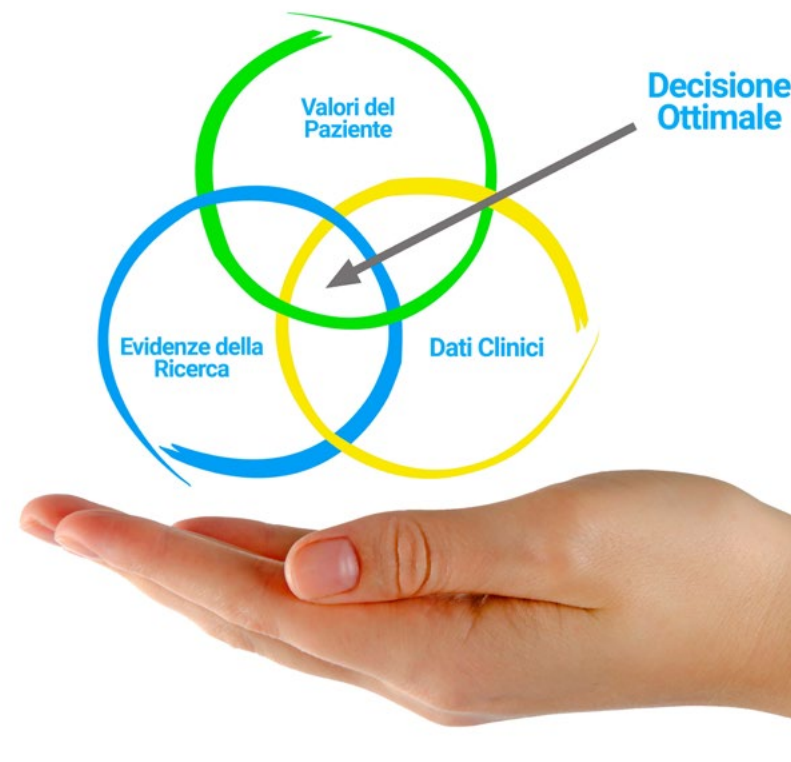 Valori del
Paziente
Decisione
Ottimale
Evidenze della
Ricerca
Dati Clinici